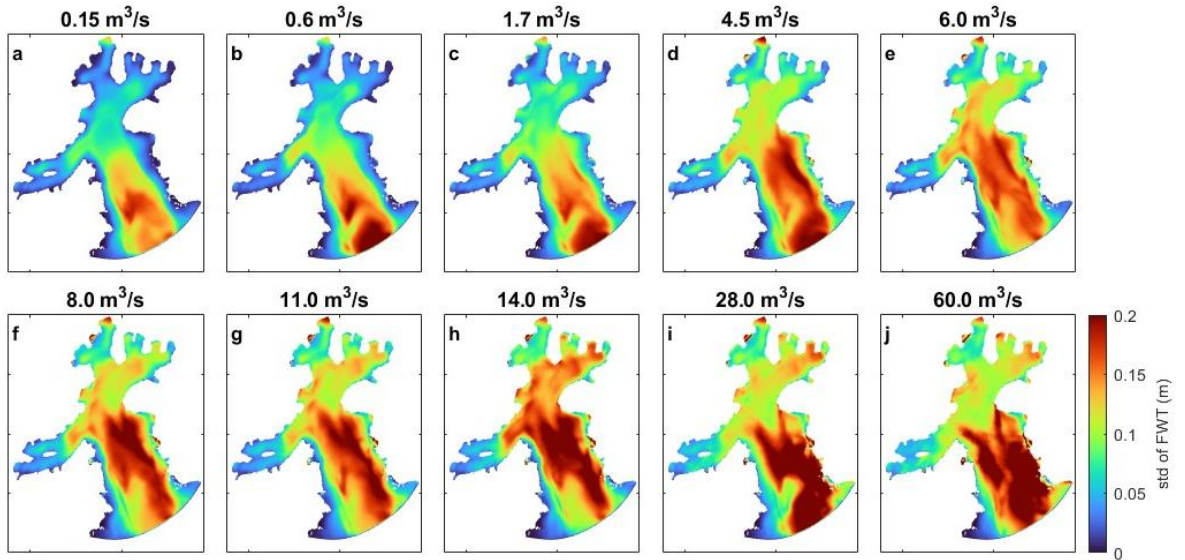 0.15 m³/s
0.6 m³/s
1.7 m³/s
4.5 m³/s
6.0 m³/s
a
b
c
d
e
8.0 m³/s
11.0 m³/s
14.0 m³/s
28.0 m³/s
60.0 m³/s
f
g
h
i
j
0.2
0.15
0.1
0.05
0
std of FWT (m)